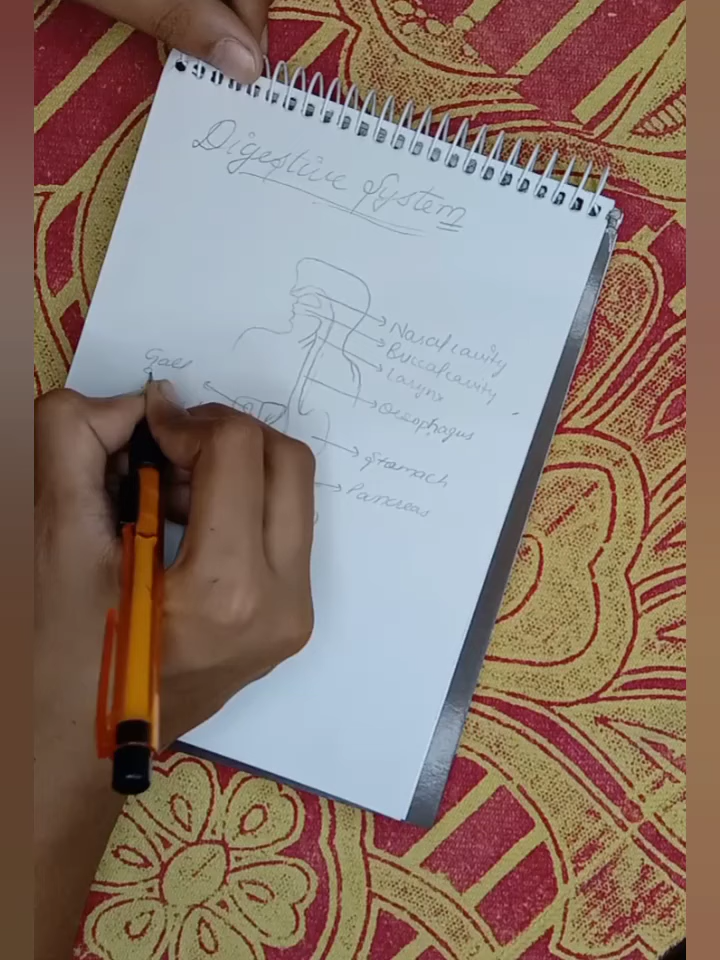 Digestive System
Nasal cavity
Buccal cavity
Larynx
Oesophagus
Stomach
Pancreas
Gall